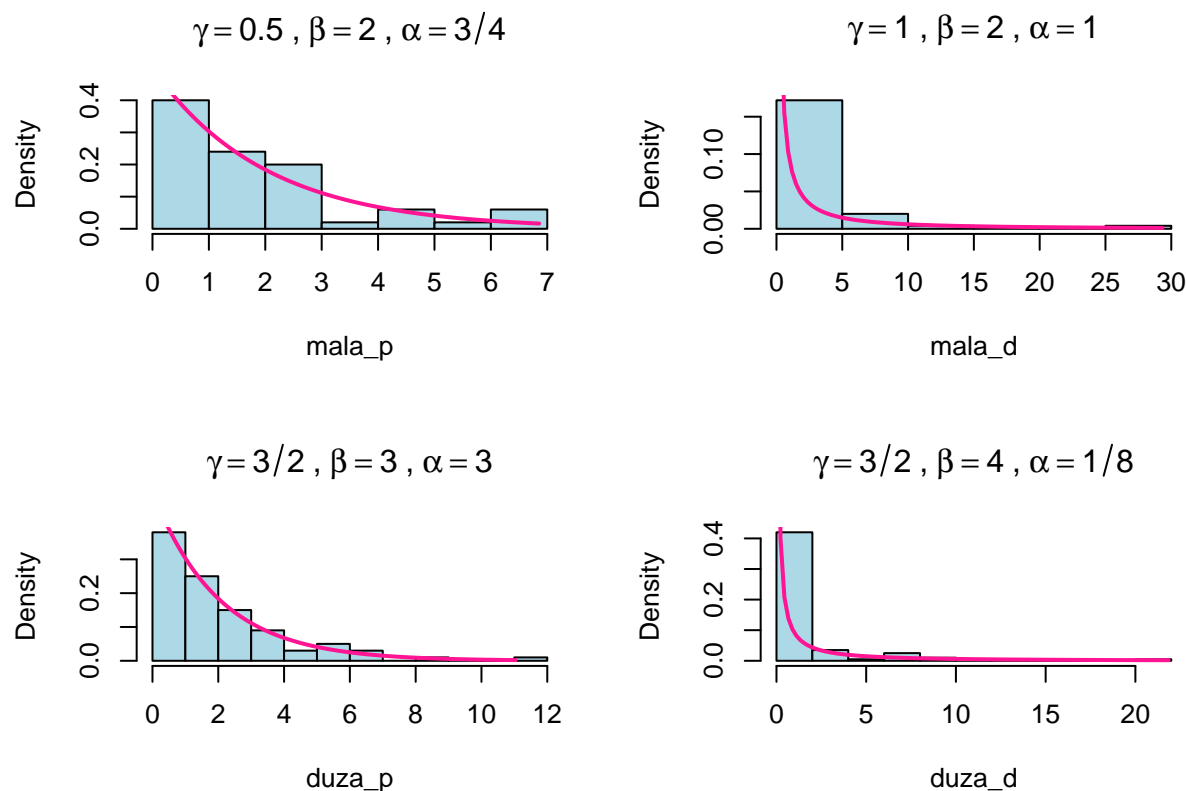 γ = 0.5 , β = 2 , α = 3/4
Density
0.0 0.2 0.4
0 1 2 3 4 5 6 7
mala_p
γ = 1 , β = 2 , α = 1
Density
0.00 0.10
0 5 10 15 20 25 30
mala_d
γ = 3/2 , β = 3 , α = 3
Density
0.0 0.2
0 2 4 6 8 10 12
duza_p
γ = 3/2 , β = 4 , α = 1/8
Density
0.0 0.2 0.4
0 5 10 15 20
duza_d